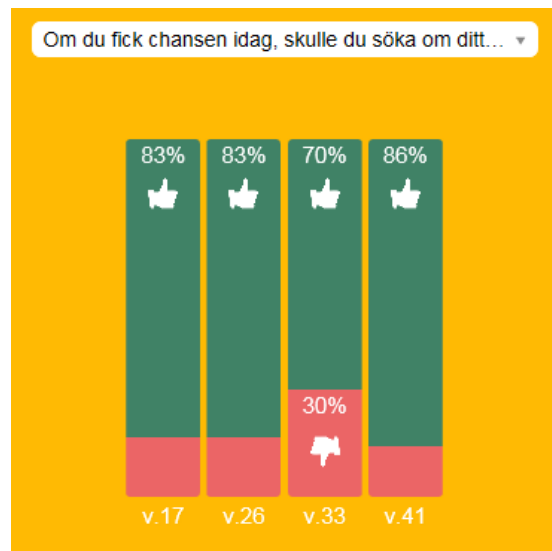 Om du fick chansen idag, skulle du söka om ditt...
83% 83% 70% 86%
30%
v.17 v.26 v.33 v.41